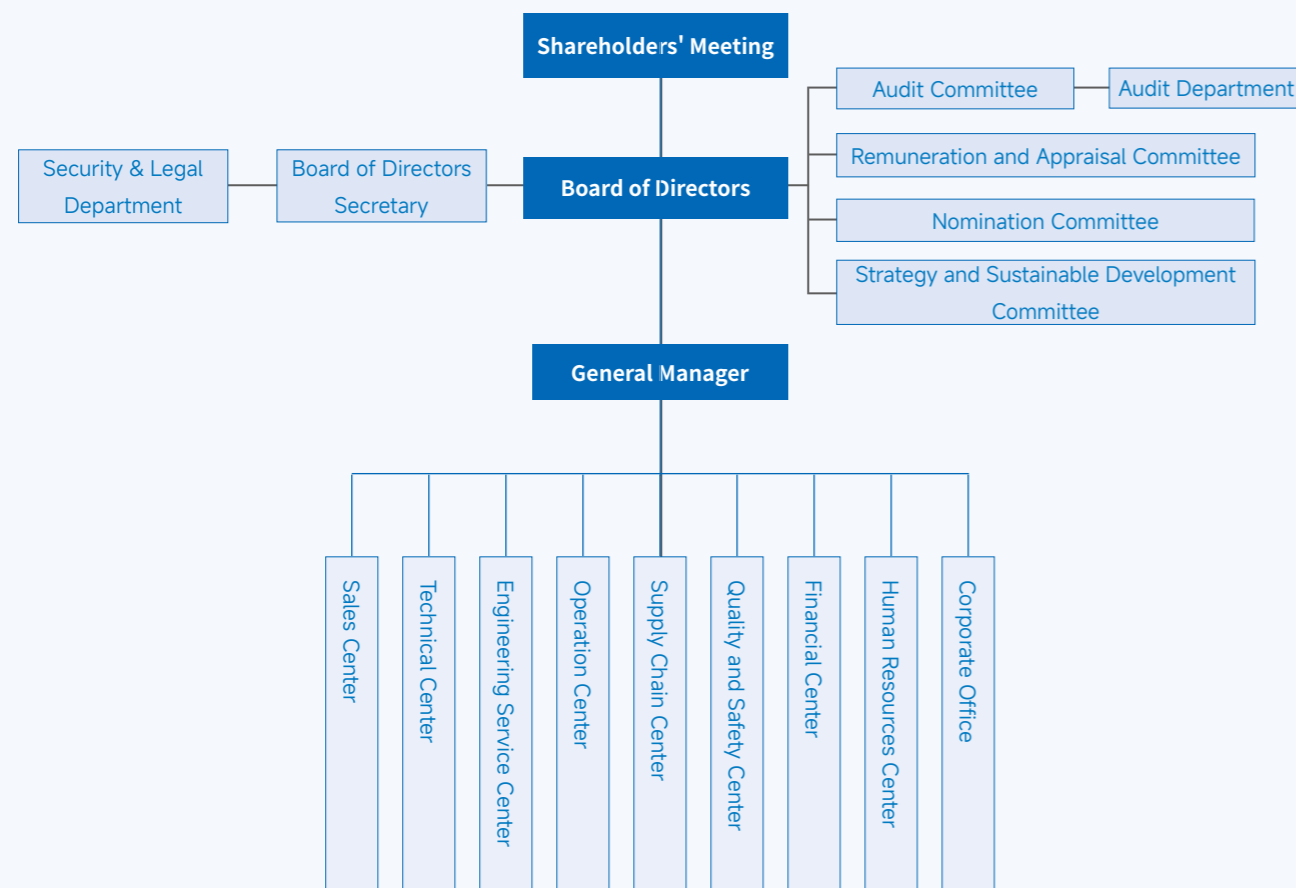 Shareholders' Meeting
Audit Committee
Audit Department
Remuneration and Appraisal Committee
Security & Legal
Department
Board of Directors
Secretary
Board of Directors
Nomination Committee
Strategy and Sustainable Development
Committee
General Manager
Sales Center
Technical Center
Engineering Service Center
Operation Center
Supply Chain Center
Quality and Safety Center
Financial Center
Human Resources Center
Corporate Office